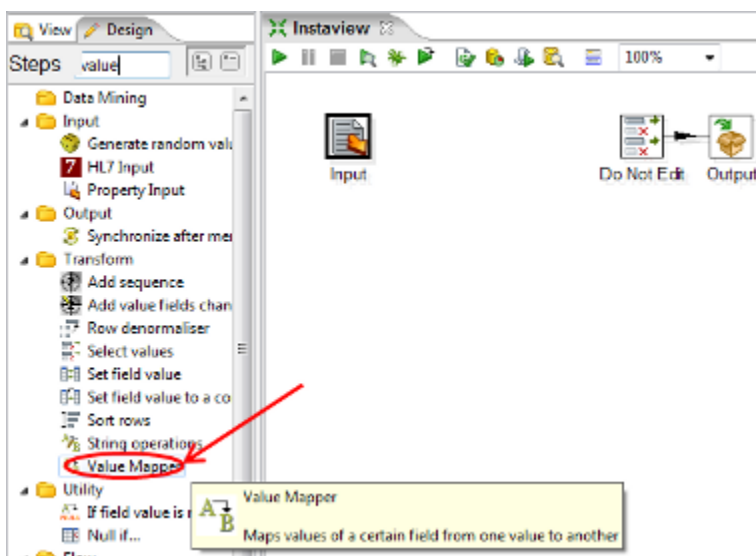 View
Design
Steps
value
Data Mining
Input
Generate random valu
HL7 Input
Property Input
Output
Synchronize after mer
Transform
Add sequence
Add value fields chan
Row denormaliser
Select values
Set field value
Set field value to a co
Sort rows
String operations
Value Mapper
Utility
If field value is
Null if...
Flow
Instaview
100%
Input
Do Not Edit
Output
Value Mapper
Maps values of a certain field from one value to another
A
B
7